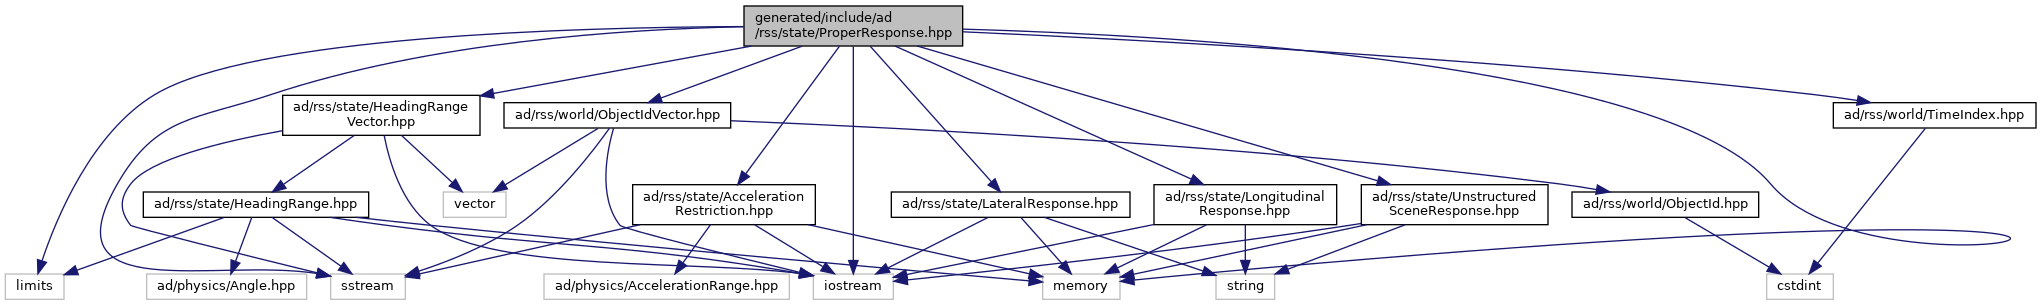 generated/include/ad
/rss/state/ProperResponse.hpp
ad/rss/state/HeadingRange
Vector.hpp
ad/rss/world/ObjectIdVector.hpp
ad/rss/world/TimeIndex.hpp
ad/rss/state/HeadingRange.hpp
vector
ad/rss/state/Acceleration
Restriction.hpp
ad/rss/state/LateralResponse.hpp
ad/rss/state/Longitudinal
Response.hpp
ad/rss/state/Unstructured
SceneResponse.hpp
ad/rss/world/ObjectId.hpp
limits
ad/physics/Angle.hpp
sstream
ad/physics/AccelerationRange.hpp
iostream
memory
string
cstdint